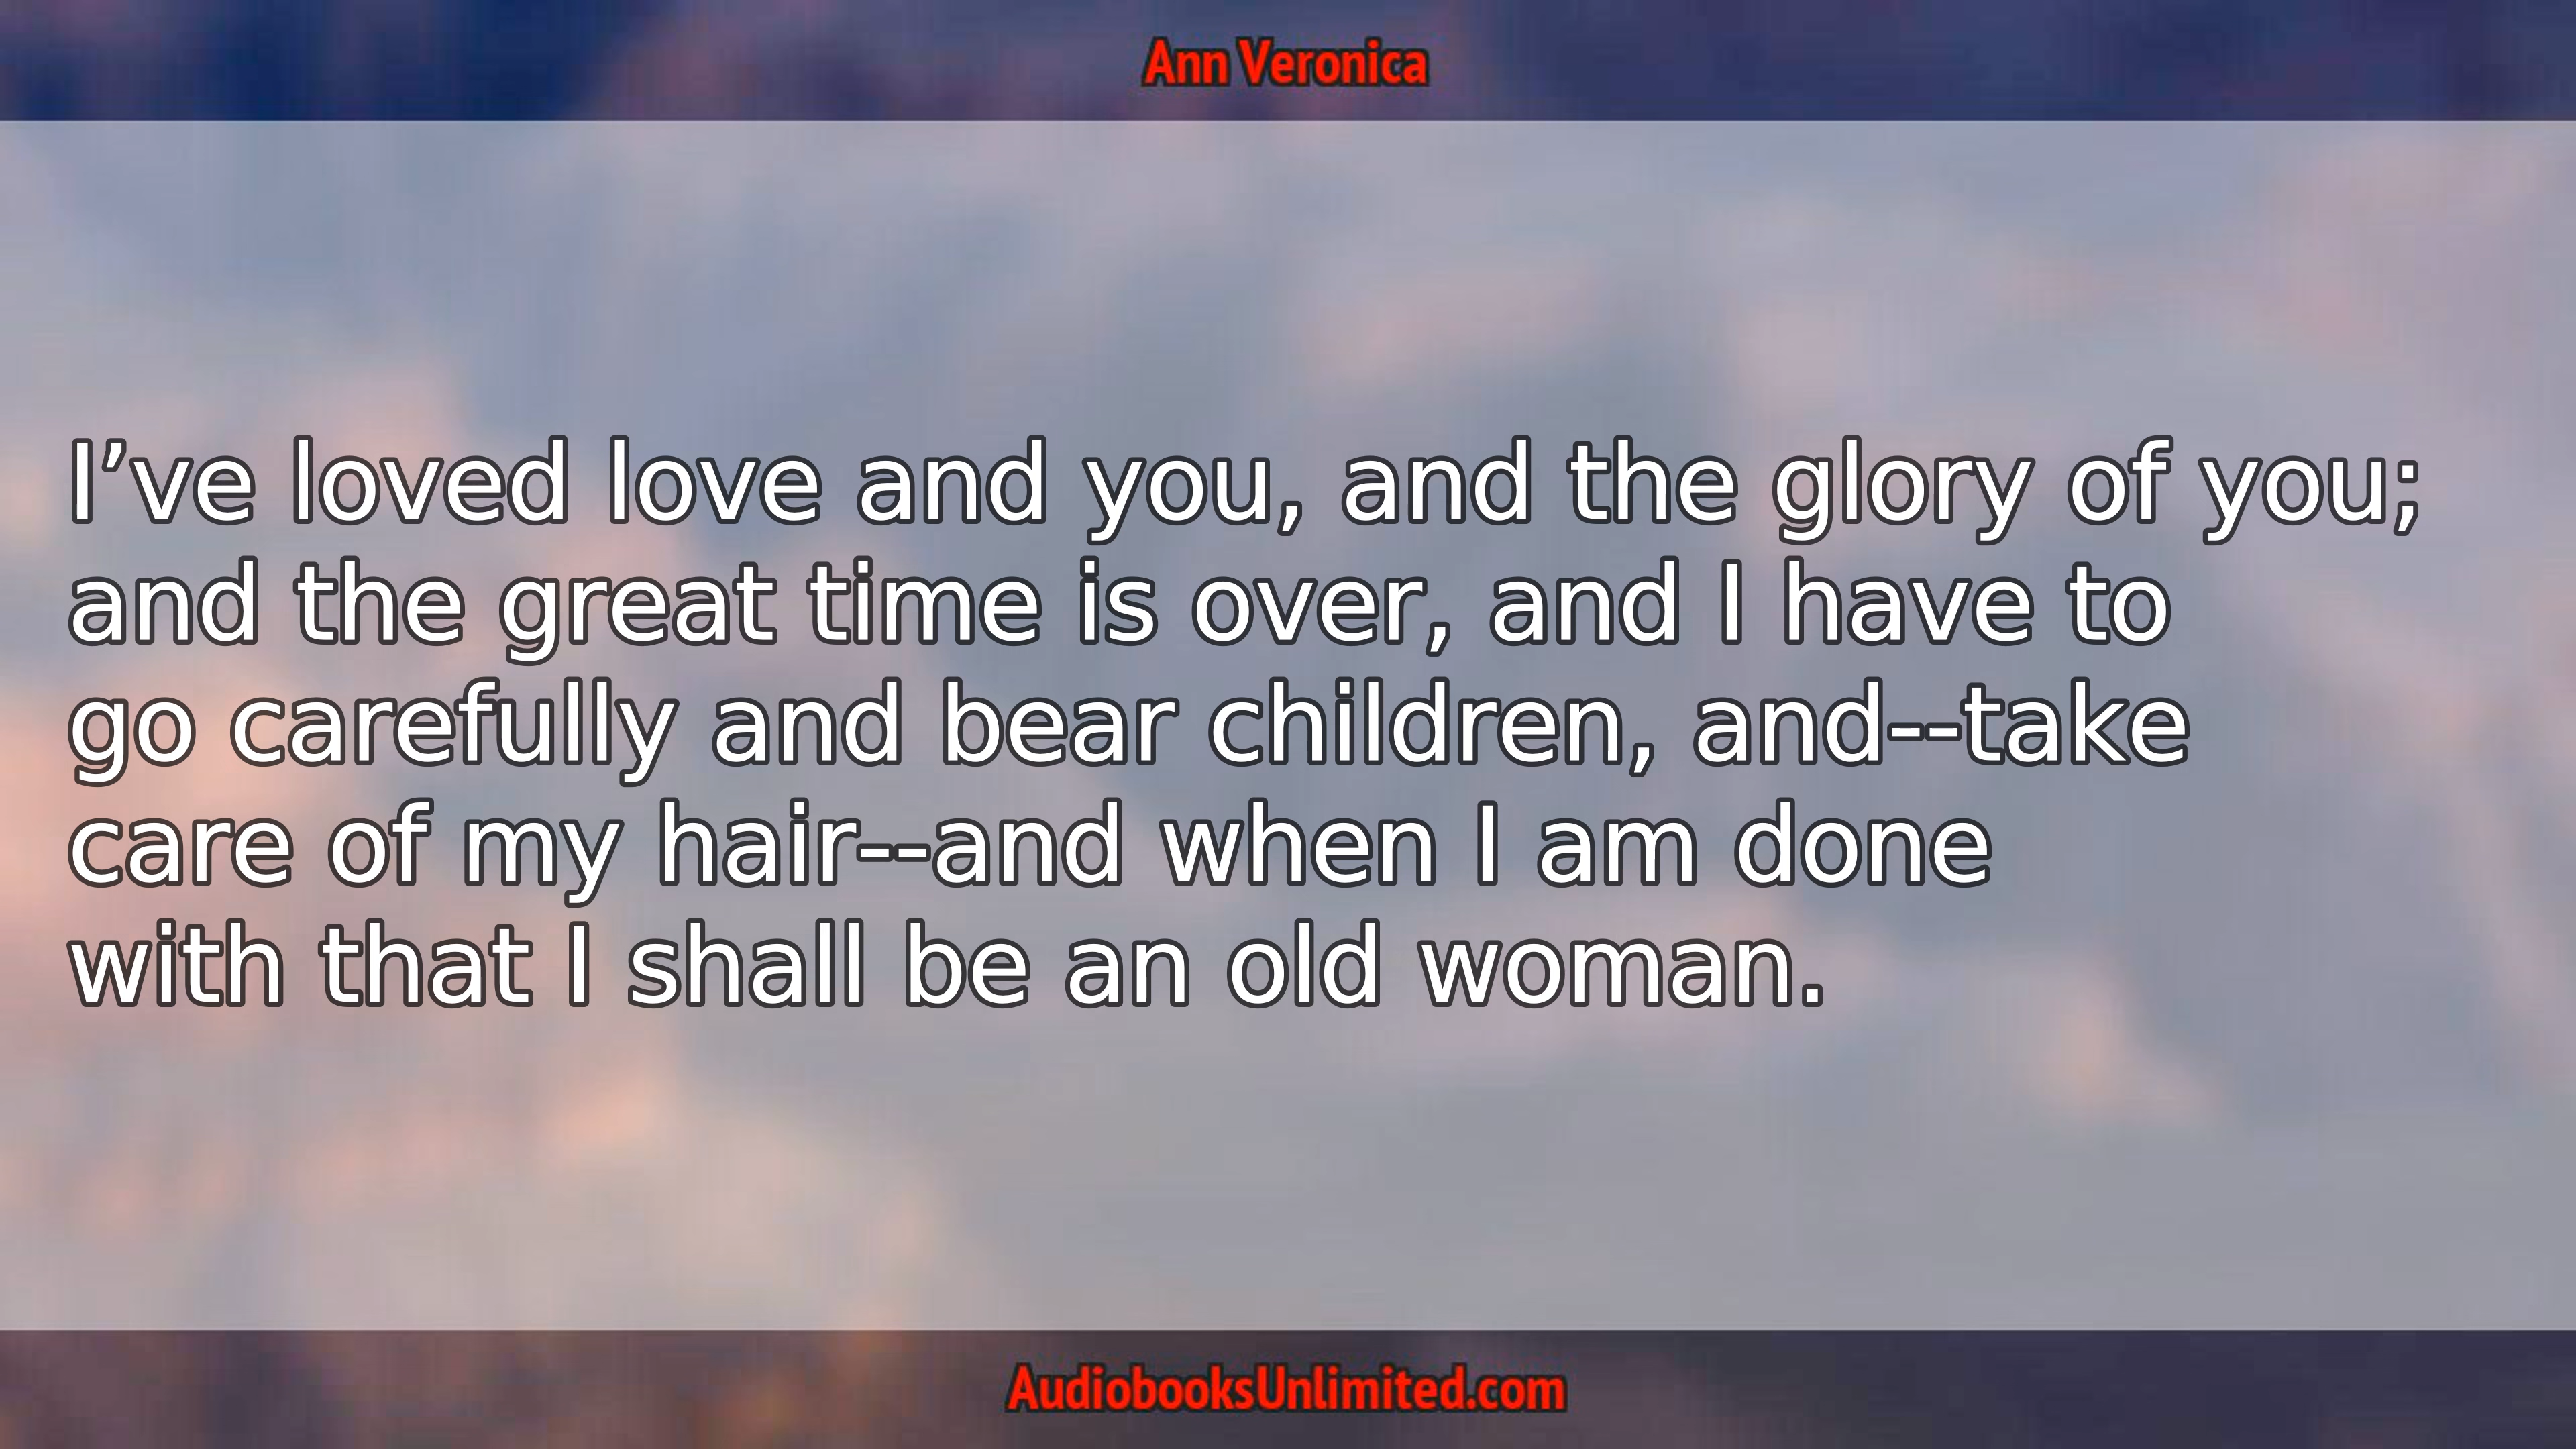 Ann Veronica
I’ve loved love and you, and the glory of you;
and the great time is over, and I have to
go carefully and bear children, and--take
care of my hair--and when I am done
with that I shall be an old woman.
AudiobooksUnlimited.com